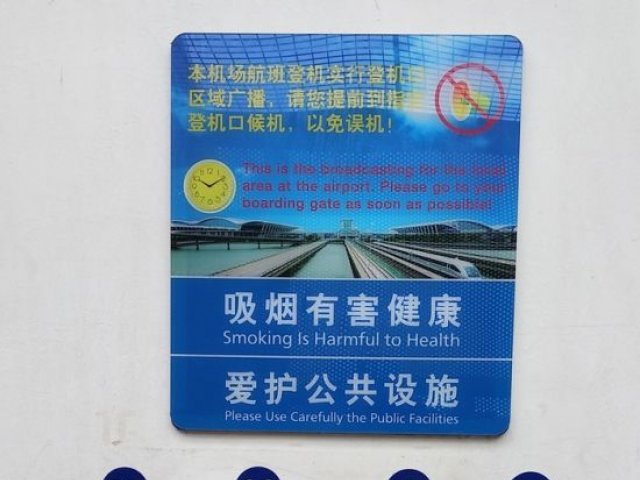 本机场航班登机实行登机口
区域广播，请您提前到指定
登机口候机，以免误机！
This is the broadcasting for the local
area at the airport. Please go to your
boarding gate as soon as possible!
吸烟有害健康
Smoking Is Harmful to Health
爱护公共设施
Please Use Carefully the Public Facilities